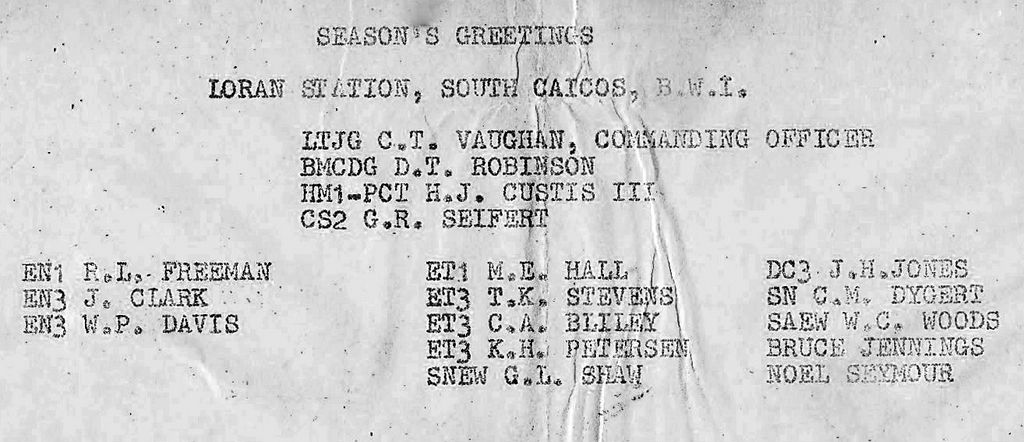 SEASON'S GREETINGS
LORAN STATION, SOUTH CAICOS, B.W.I.
LTJG C.T. VAUGHAN, COMMANDING OFFICER
BMCDG D.T. ROBINSON
HM1-PCT H.J. CUSTIS III
CS2 G.R. SEIFERT
EN1 R.L. FREEMAN
EN3 J. CLARK
EN3 W.P. DAVIS
ET1 M.E. HALL
ET3 T.K. STEVENS
ET3 C.A. BLILEY
ET3 K.H. PETERSEN
SNEW G.L. SHAW
DC3 J.H.JONES
SN C.M. DYGERT
SAEW W.C. WOODS
BRUCE JENNINGS
NOEL SEYMOUR